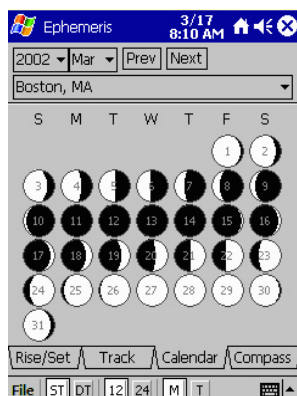 Ephemeris 3/17 8:10 AM
2002 Mar Prev Next
Boston, MA
S M T W T F S
1 2
3 4 5 6 7 8 9
10 11 12 13 14 15 16
17 18 19 20 21 22 23
24 25 26 27 28 29 30
31
Rise/Set Track Calendar Compass
File ST DT 12 24 M T